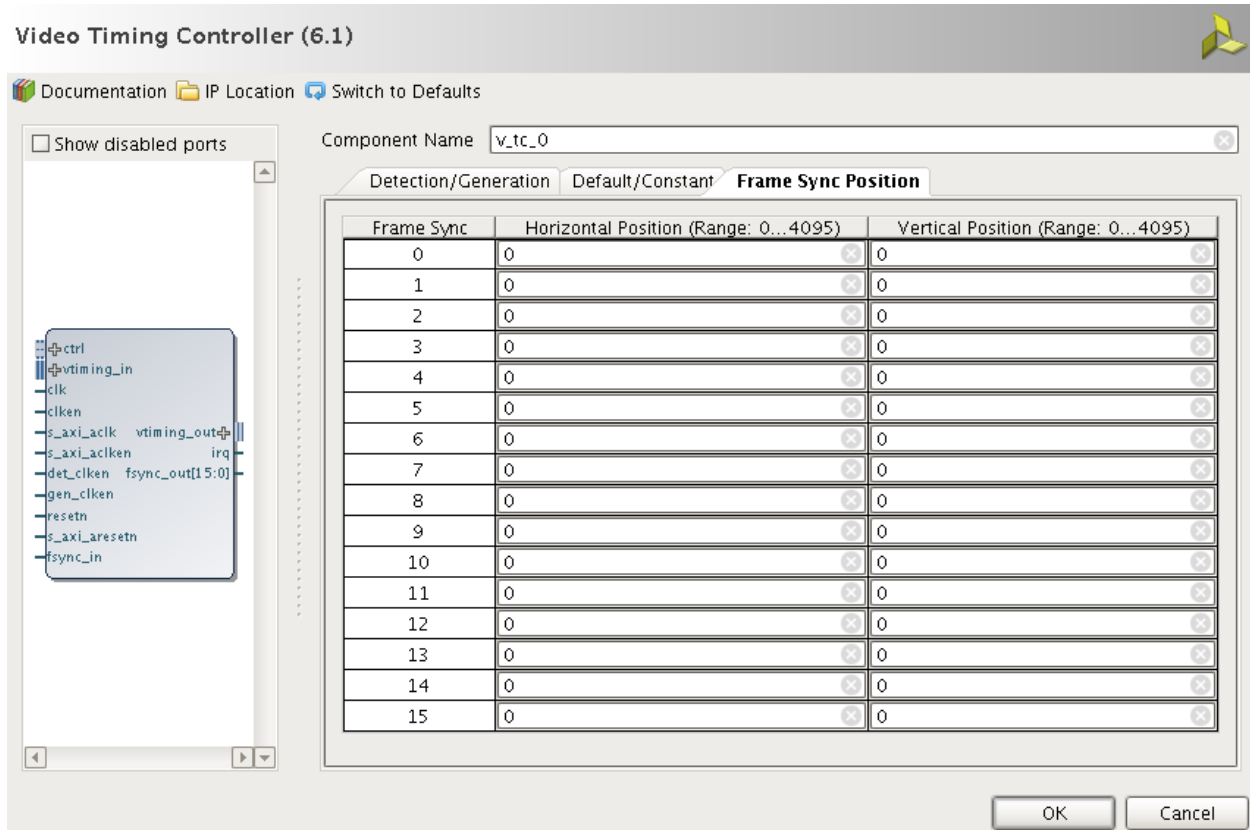 Video Timing Controller (6.1)
Documentation IP Location Switch to Defaults
Show disabled ports
Component Name v_tc_0
Detection/Generation Default/Constant Frame Sync Position
Frame Sync Horizontal Position (Range: 0...4095) Vertical Position (Range: 0...4095)
0 0 0
1 0 0
2 0 0
3 0 0
4 0 0
5 0 0
6 0 0
7 0 0
8 0 0
9 0 0
10 0 0
11 0 0
12 0 0
13 0 0
14 0 0
15 0 0
ctrl
vtiming_in
clk
clken
s_axi_aclk vtiming_out
s_axi_aclken irq
det_clken fsync_out[15:0]
gen_clken
resetn
s_axi_aresetn
fsync_in
OK Cancel